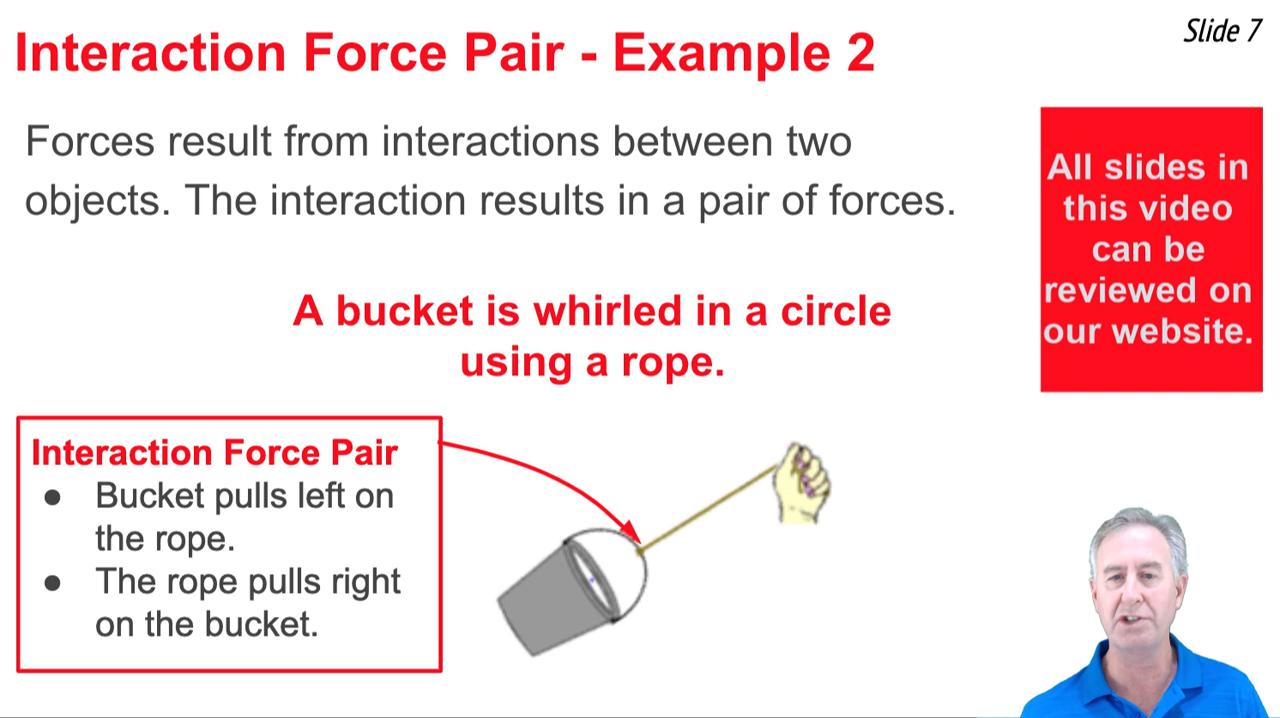 Slide 7
Interaction Force Pair - Example 2
Forces result from interactions between two
objects. The interaction results in a pair of forces.
All slides in
this video
can be
reviewed on
our website.
A bucket is whirled in a circle
using a rope.
Interaction Force Pair
● Bucket pulls left on
the rope.
● The rope pulls right
on the bucket.